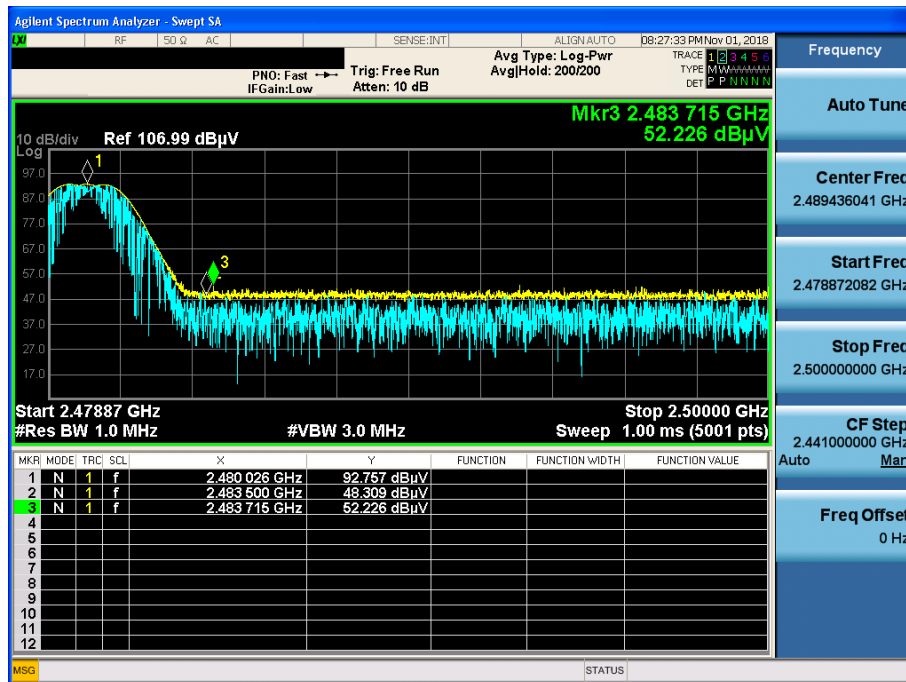 Agilent Spectrum Analyzer - Swept SA
LXI RF 50 Ω AC SENSE:INT ALIGN AUTO 08:27:33 PM Nov 01, 2018
Frequency
PNO: Fast Trig: Free Run Avg Type: Log-Pwr TRACE 1 2 3 4 5 6
IFGain:Low Atten: 10 dB Avg|Hold: 200/200 TYPE M W
DET P P N N N N
Auto Tune
Mkr3 2.483 715 GHz
52.226 dBµV
10 dB/div Ref 106.99 dBµV
Log
97.0
87.0
77.0
67.0
57.0
47.0
37.0
27.0
17.0
1
3
Center Freq
2.489436041 GHz
Start Freq
2.478872082 GHz
Stop Freq
2.500000000 GHz
Start 2.47887 GHz Stop 2.50000 GHz
#Res BW 1.0 MHz #VBW 3.0 MHz Sweep 1.00 ms (5001 pts)
CF Step
2.441000000 GHz
Auto Man
MKR MODE TRC SCL X Y FUNCTION FUNCTION WIDTH FUNCTION VALUE
1 N 1 f 2.480 026 GHz 92.757 dBµV
2 N 1 f 2.483 500 GHz 48.309 dBµV
3 N 1 f 2.483 715 GHz 52.226 dBµV
4
5
6
7
8
9
10
11
12
Freq Offset
0 Hz
MSG STATUS